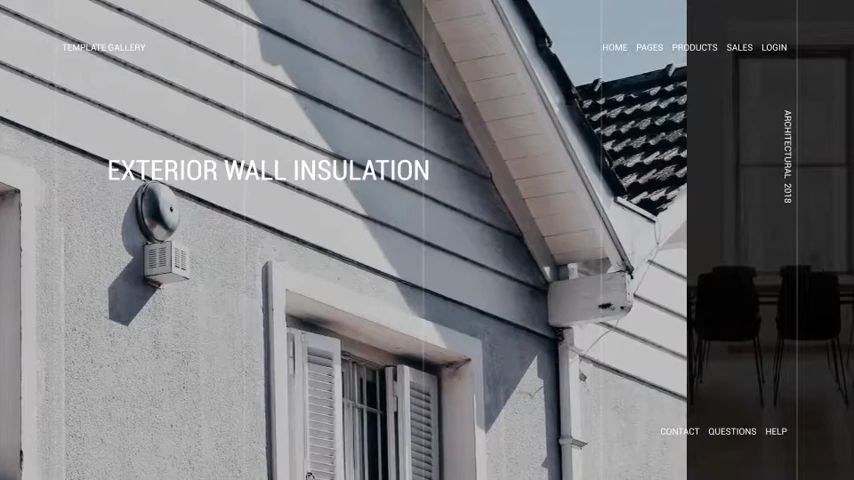 TEMPLATE GALLERY
HOME PAGES PRODUCTS SALES LOGIN
ARCHITECTURAL 2018
EXTERIOR WALL INSULATION
CONTACT QUESTIONS HELP